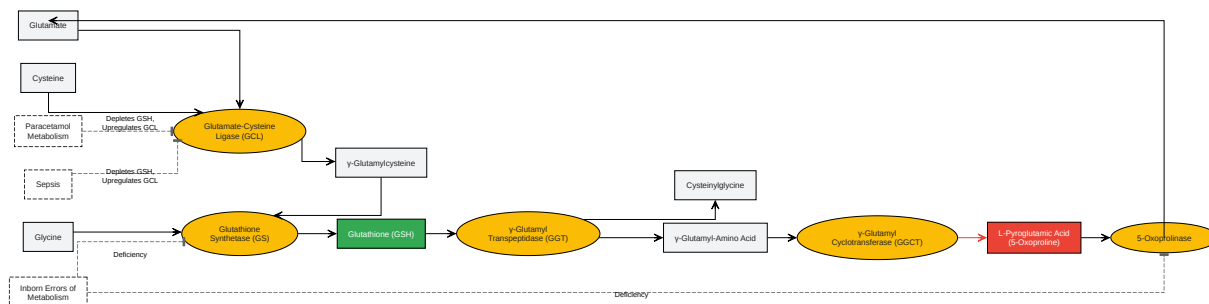 Glutamate
Cysteine
Paracetamol
Metabolism
Depletes GSH,
Upregulates GCL
Glutamate-Cysteine
Ligase (GCL)
Sepsis
Depletes GSH,
Upregulates GCL
γ-Glutamylcysteine
Cysteinylglycine
Glycine
Glutathione
Synthetase (GS)
Glutathione (GSH)
γ-Glutamyl
Transpeptidase (GGT)
γ-Glutamyl-Amino Acid
γ-Glutamyl
Cyclotransferase (GGCT)
L-Pyroglutamic Acid
(5-Oxoproline)
5-Oxoprolinase
Deficiency
Inborn Errors of
Metabolism
Deficiency